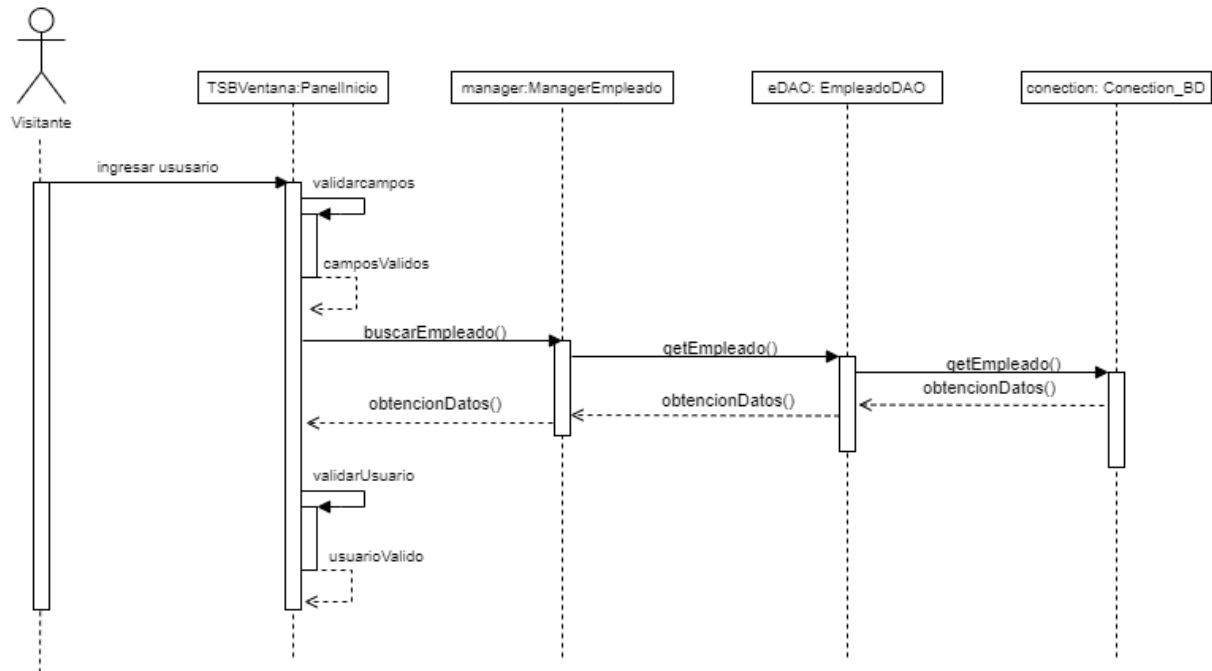 Visitante
TSBVentana:PanelInicio
manager:ManagerEmpleado
eDAO: EmpleadoDAO
conection: Conection_BD
ingresar ususario
validarcampos
camposValidos
buscarEmpleado()
getEmpleado()
getEmpleado()
obtencionDatos()
obtencionDatos()
obtencionDatos()
validarUsuario
usuarioValido